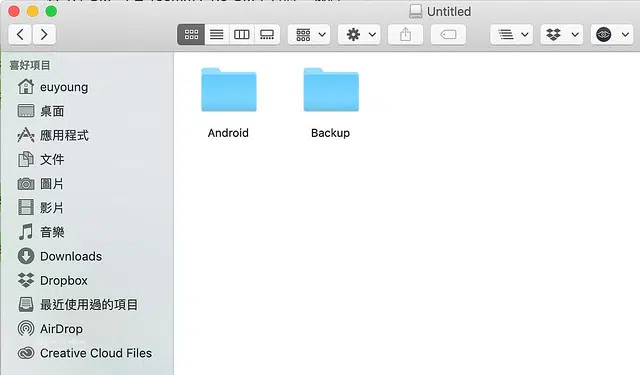 Untitled
喜好項目
euyoung
桌面
應用程式
文件
圖片
影片
音樂
Downloads
Dropbox
最近使用過的項目
AirDrop
Creative Cloud Files
Android
Backup